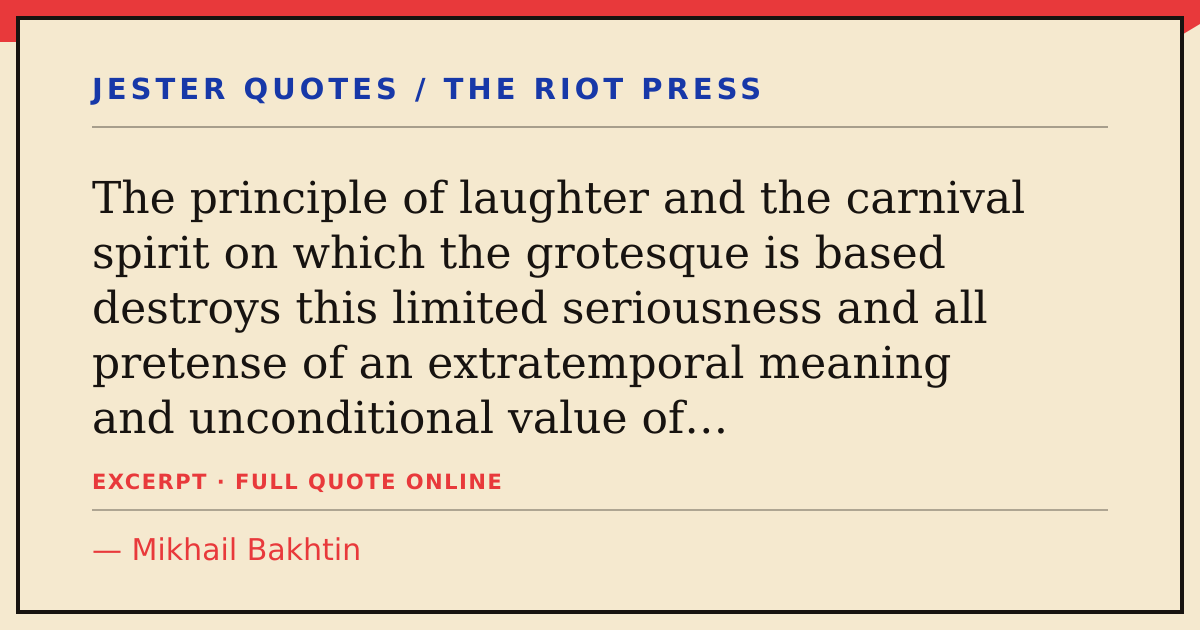 JESTER QUOTES / THE RIOT PRESS
The principle of laughter and the carnival
spirit on which the grotesque is based
destroys this limited seriousness and all
pretense of an extratemporal meaning
and unconditional value of...
EXCERPT · FULL QUOTE ONLINE
— Mikhail Bakhtin